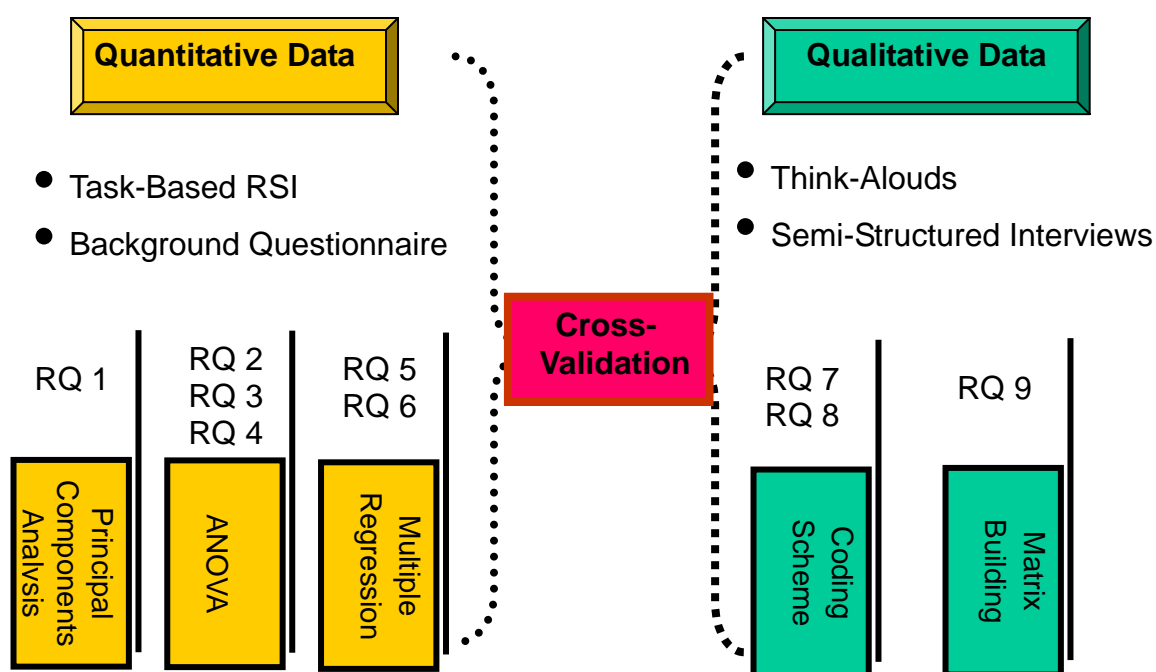 Quantitative Data
Task-Based RSI
Background Questionnaire
RQ 1
RQ 2
RQ 3
RQ 4
RQ 5
RQ 6
Principal
Components
Analysis
ANOVA
Multiple
Regression
Cross-
Validation
Qualitative Data
Think-Alouds
Semi-Structured Interviews
RQ 7
RQ 8
RQ 9
Coding
Scheme
Matrix
Building